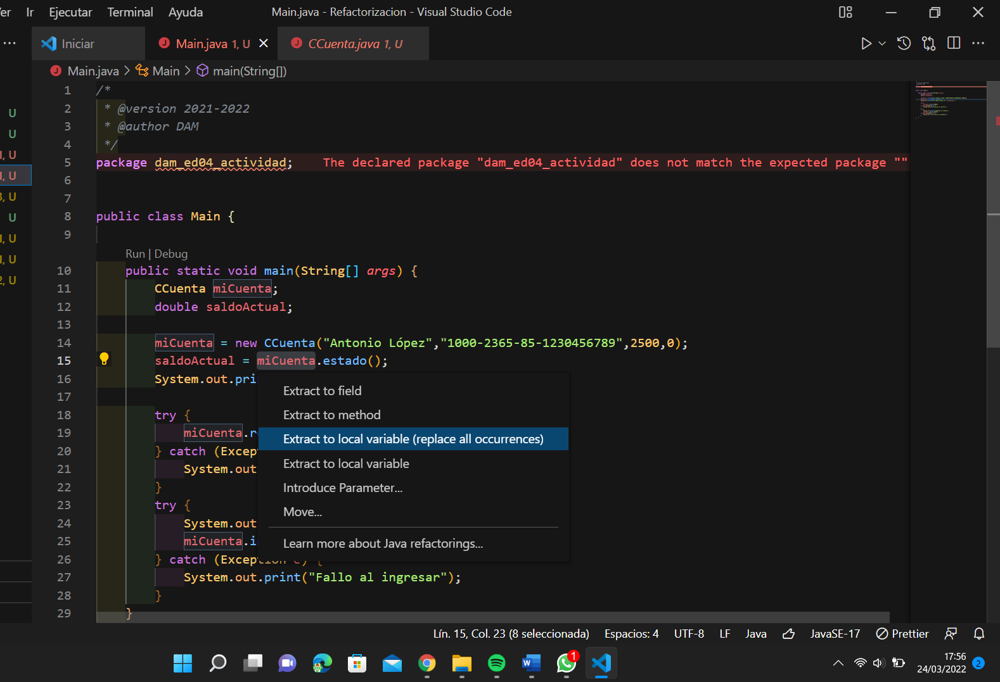 er Ir Ejecutar Terminal Ayuda Main.java - Refactorizacion - Visual Studio Code
Iniciar Main.java 1, U CCuenta.java 1, U
Main.java > Main > main(String[])
1 /*
2 * @version 2021-2022
U
3 * @author DAM
U
4 */
1, U
5 package dam_ed04_actividad; The declared package "dam_ed04_actividad" does not match the expected package ""
1, U
6
7
3, U
8 public class Main {
U
9
1, U
Run | Debug
1, U
10 public static void main(String[] args) {
2, U
11 CCuenta miCuenta;
12 double saldoActual;
13
14 miCuenta = new CCuenta("Antonio López","1000-2365-85-1230456789",2500,0);
15 saldoActual = miCuenta.estado();
16 System.out.pri
Extract to field
17
18 try {
Extract to method
19 miCuenta.r
Extract to local variable (replace all occurrences)
20 } catch (Excep
21 System.out
Extract to local variable
22 }
Introduce Parameter...
23 try {
Move...
24 System.out
25 miCuenta.i
Learn more about Java refactorings...
26 } catch (Exception e) {
27 System.out.print("Fallo al ingresar");
28 }
29 }
Lín. 15, Col. 23 (8 seleccionada) Espacios: 4 UTF-8 LF Java JavaSE-17 Prettier
1
17:56
24/03/2022 2